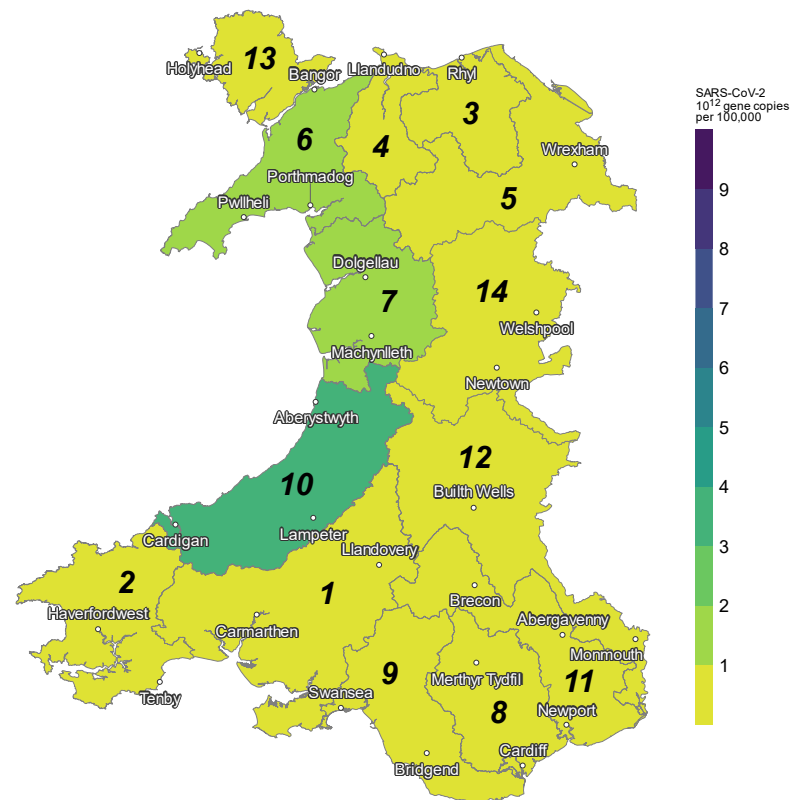 13
Holyhead
Bangor
Llandudno
Rhyl
3
6
4
Wrexham
Porthmadog
Pwllheli
5
Dolgellau
7
14
Welshpool
Machynlleth
Newtown
Aberystwyth
12
10
Builth Wells
Lampeter
Cardigan
Llandovery
2
1
Brecon
Haverfordwest
Abergavenny
Carmarthen
Monmouth
9
Merthyr Tydfil
11
Tenby
Swansea
8
Newport
Cardiff
Bridgend
SARS-CoV-2
10¹² gene copies
per 100,000
9
8
7
6
5
4
3
2
1